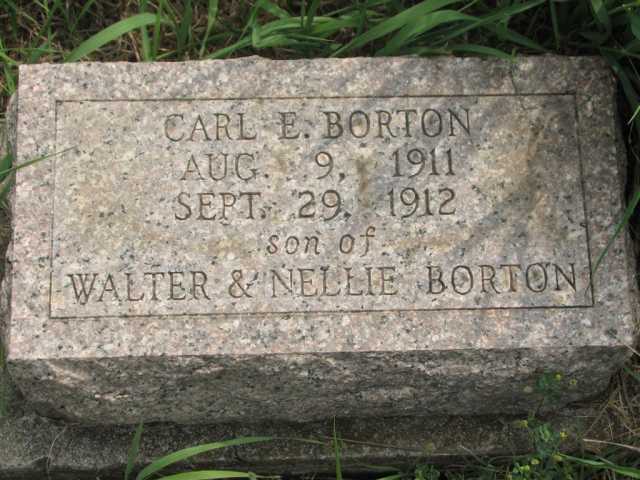 CARL E. BORTON
AUG. 9, 1911
SEPT. 29, 1912
son of
WALTER & NELLIE BORTON